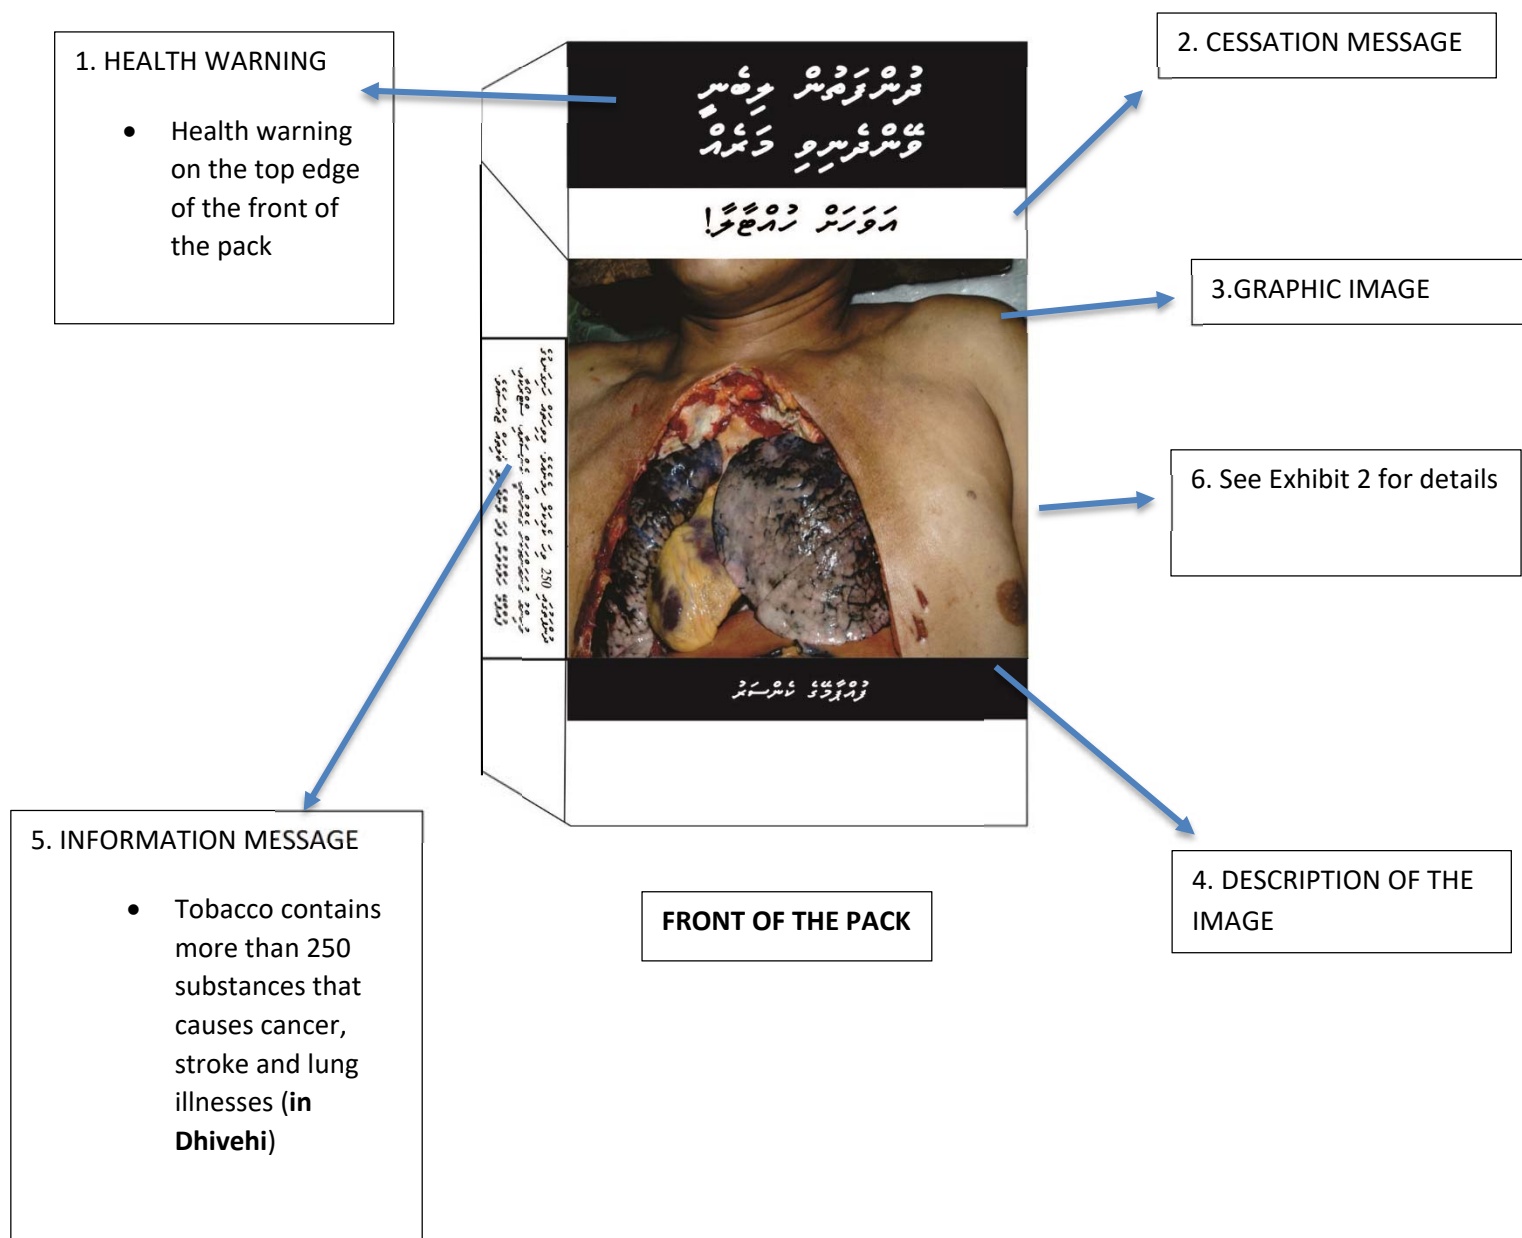 1. HEALTH WARNING
• Health warning
on the top edge
of the front of
the pack
2. CESSATION MESSAGE
ދުންފަތުން ލިބެނީ
ވޭންދެނިވި މަރެއް
އަވަހަށް ހުއްޓާލާ!
3.GRAPHIC IMAGE
6. See Exhibit 2 for details
250
ފުއްޕާމޭގެ ކެންސަރު
5. INFORMATION MESSAGE
• Tobacco contains
more than 250
substances that
causes cancer,
stroke and lung
illnesses (in
Dhivehi)
FRONT OF THE PACK
4. DESCRIPTION OF THE
IMAGE